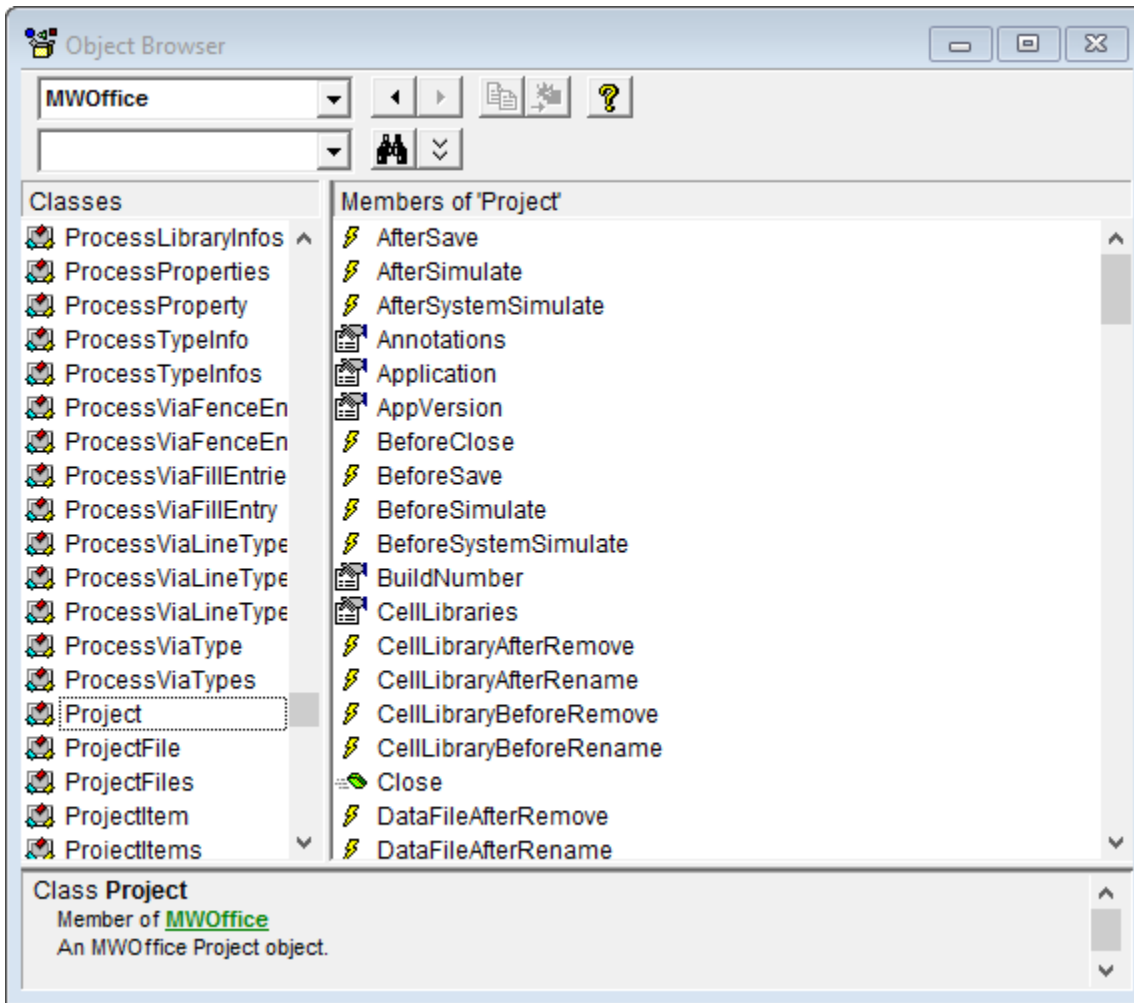 Object Browser
MWOffice
Classes
ProcessLibraryInfos
ProcessProperties
ProcessProperty
ProcessTypeInfo
ProcessTypeInfos
ProcessViaFenceEn
ProcessViaFenceEn
ProcessViaFillEntrie
ProcessViaFillEntry
ProcessViaLineType
ProcessViaLineType
ProcessViaLineType
ProcessViaType
ProcessViaTypes
Project
ProjectFile
ProjectFiles
ProjectItem
ProjectItems
Members of 'Project'
AfterSave
AfterSimulate
AfterSystemSimulate
Annotations
Application
AppVersion
BeforeClose
BeforeSave
BeforeSimulate
BeforeSystemSimulate
BuildNumber
CellLibraries
CellLibraryAfterRemove
CellLibraryAfterRename
CellLibraryBeforeRemove
CellLibraryBeforeRename
Close
DataFileAfterRemove
DataFileAfterRename
Class Project
Member of MWOffice
An MWOffice Project object.